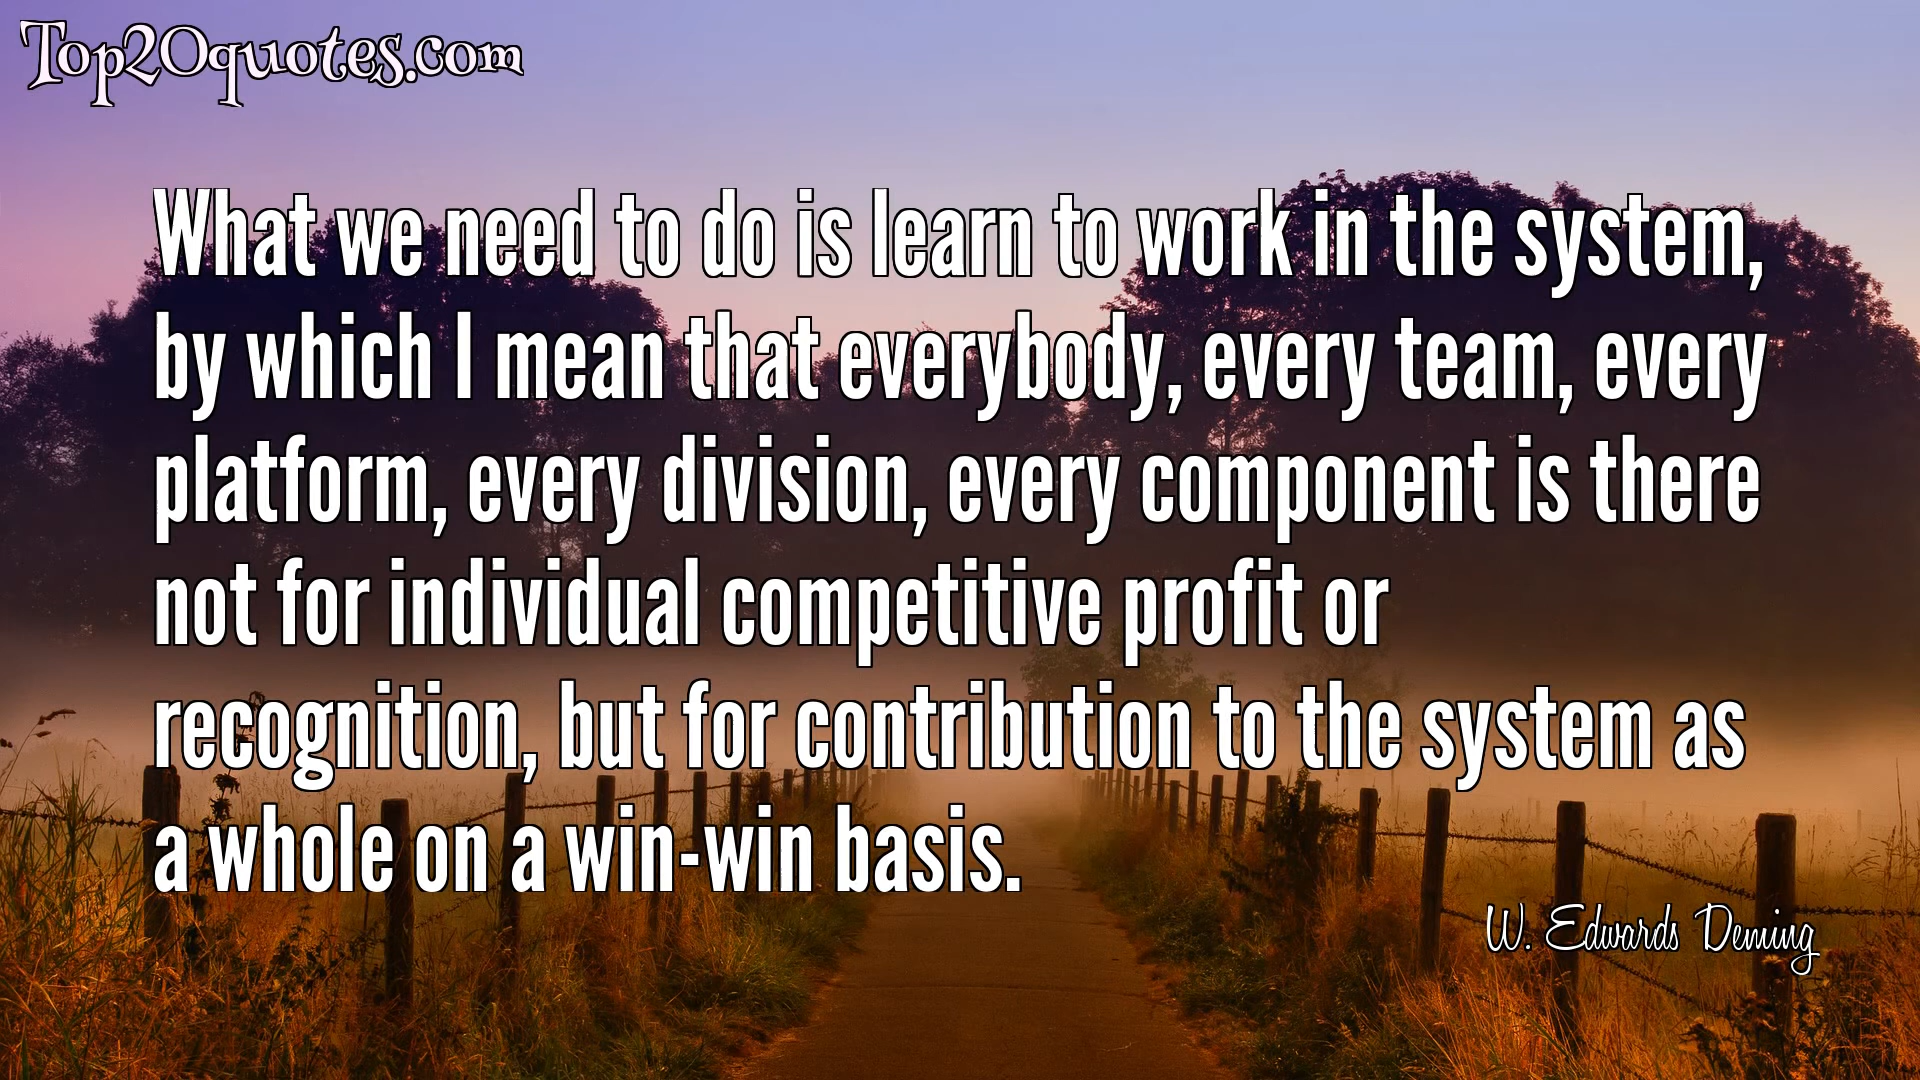 Top20quotes.com
What we need to do is learn to work in the system,
by which I mean that everybody, every team, every
platform, every division, every component is there
not for individual competitive profit or
recognition, but for contribution to the system as
a whole on a win-win basis.
W. Edwards Deming